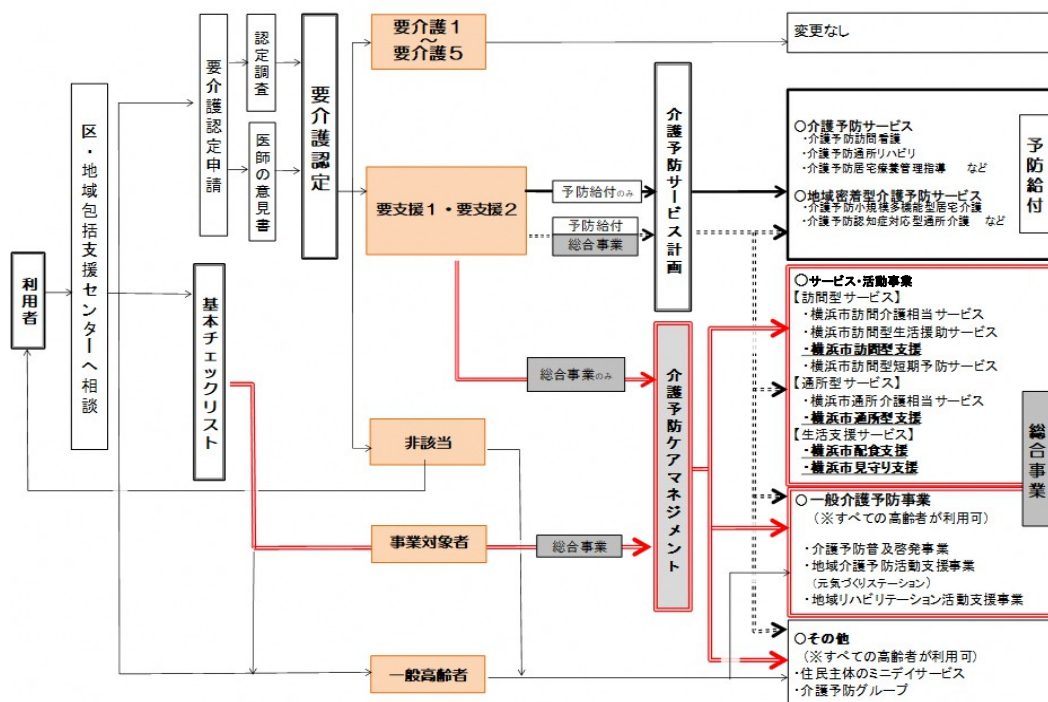 利用者
区・地域包括支援センターへ相談
要介護認定申請
認定調査
医師の意見書
要介護認定
基本チェックリスト
要介護1
～
要介護5
要支援1・要支援2
非該当
事業対象者
一般高齢者
予防給付のみ
予防給付
総合事業
総合事業のみ
総合事業
介護予防サービス計画
介護予防ケアマネジメント
変更なし
○介護予防サービス
・介護予防訪問看護
・介護予防通所リハビリ
・介護予防居宅療養管理指導 など
○地域密着型介護予防サービス
・介護予防小規模多機能型居宅介護
・介護予防認知症対応型通所介護 など
予防給付
○サービス・活動事業
【訪問型サービス】
・横浜市訪問介護相当サービス
・横浜市訪問型生活援助サービス
・横浜市訪問型支援
・横浜市訪問型短期予防サービス
【通所型サービス】
・横浜市通所介護相当サービス
・横浜市通所型支援
【生活支援サービス】
・横浜市配食支援
・横浜市見守り支援
総合事業
○一般介護予防事業
(※すべての高齢者が利用可)
・介護予防普及啓発事業
・地域介護予防活動支援事業
(元気づくりステーション)
・地域リハビリテーション活動支援事業
○その他
(※すべての高齢者が利用可)
・住民主体のミニデイサービス
・介護予防グループ